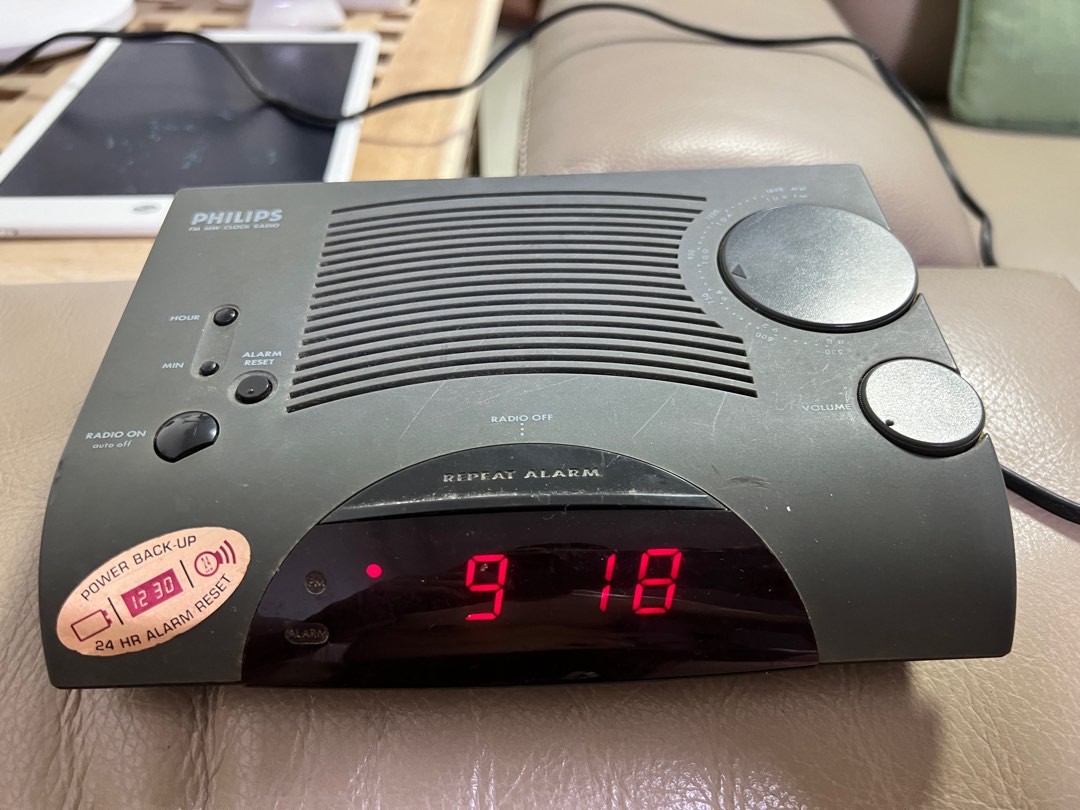 PHILIPS
FM MW CLOCK RADIO
HOUR
MIN
ALARM
RESET
RADIO ON
auto off
RADIO OFF
VOLUME
REPEAT ALARM
FM
ALARM
9 18
POWER BACK-UP
12:30
24 HR ALARM RESET